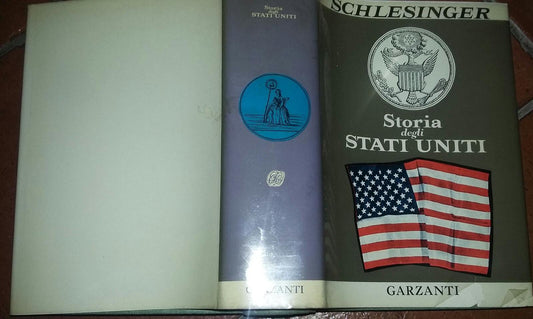 Storia
degli
STATI UNITI
GARZANTI
SCHLESINGER
Storia
degli
STATI UNITI
GARZANTI